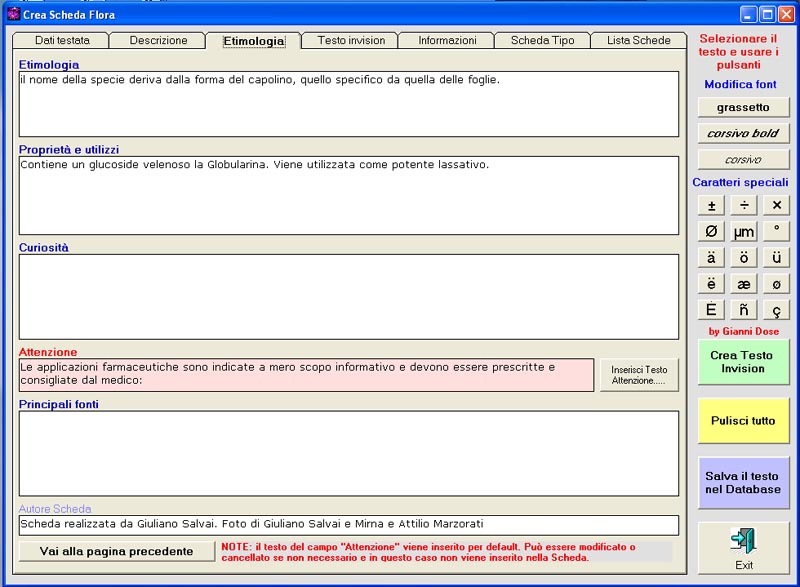 Crea Scheda Flora
Dati testata
Descrizione
Etimologia
Testo invision
Informazioni
Scheda Tipo
Lista Schede
Etimologia
il nome della specie deriva dalla forma del capolino, quello specifico da quella delle foglie.
Proprietà e utilizzi
Contiene un glucoside velenoso la Globularina. Viene utilizzata come potente lassativo.
Curiosità
Attenzione
Le applicazioni farmaceutiche sono indicate a mero scopo informativo e devono essere prescritte e
consigliate dal medico:
Inserisci Testo
Attenzione.....
Principali fonti
Autore Scheda
Scheda realizzata da Giuliano Salvai. Foto di Giuliano Salvai e Mirna e Attilio Marzorati
Vai alla pagina precedente
NOTE: il testo del campo "Attenzione" viene inserito per default. Può essere modificato o
cancellato se non necessario e in questo caso non viene inserito nella Scheda.
Selezionare il
testo e usare i
pulsanti
Modifica font
grassetto
corsivo bold
corsivo
Caratteri speciali
± ÷ ×
Ø µm °
ä ö ü
ë æ ø
È ñ ç
by Gianni Dose
Crea Testo
Invision
Pulisci tutto
Salva il testo
nel Database
Exit